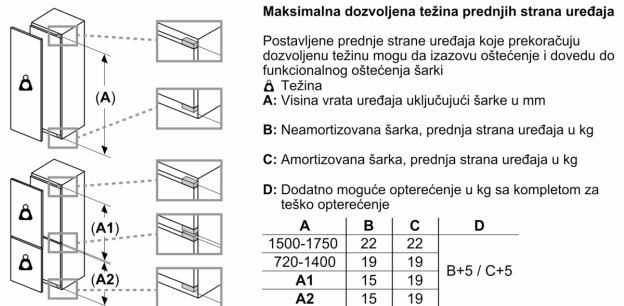 Maksimalna dozvoljena težina prednjih strana uređaja
Postavljene prednje strane uređaja koje prekoračuju
dozvoljenu težinu mogu da izazovu oštećenje i dovedu do
funkcionalnog oštećenja šarki
Težina
A: Visina vrata uređaja uključujući šarke u mm
B: Neamortizovana šarka, prednja strana uređaja u kg
C: Amortizovana šarka, prednja strana uređaja u kg
D: Dodatno moguće opterećenje u kg sa kompletom za
teško opterećenje
A B C D
1500-1750 22 22
720-1400 19 19
B+5 / C+5
A1 15 19
A2 15 19
(A)
(A1)
(A2)